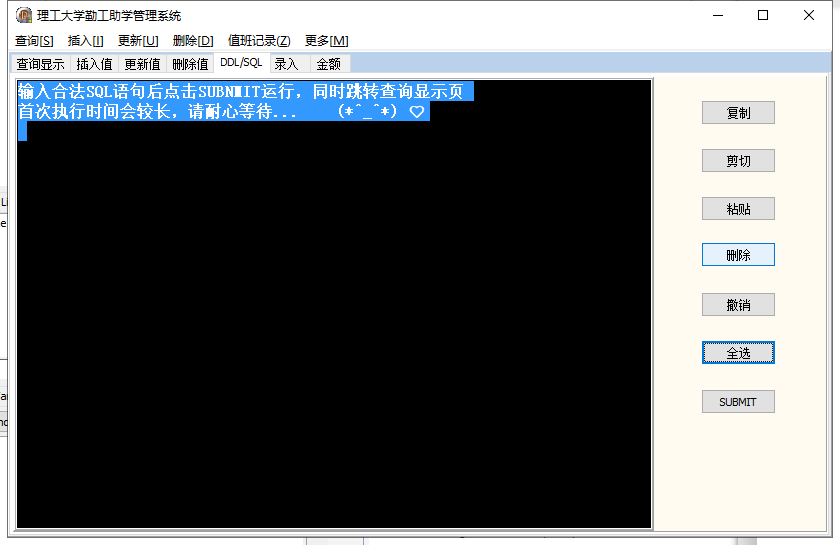 理工大学勤工助学管理系统
查询[S] 插入[I] 更新[U] 删除[D] 值班记录(Z) 更多[M]
查询显示 插入值 更新值 删除值 DDL/SQL 录入 金额
输入合法SQL语句后点击SUBNMIT运行，同时跳转查询显示页
首次执行时间会较长，请耐心等待... (*^_^*) ♡
复制
剪切
粘贴
删除
撤销
全选
SUBMIT
Li